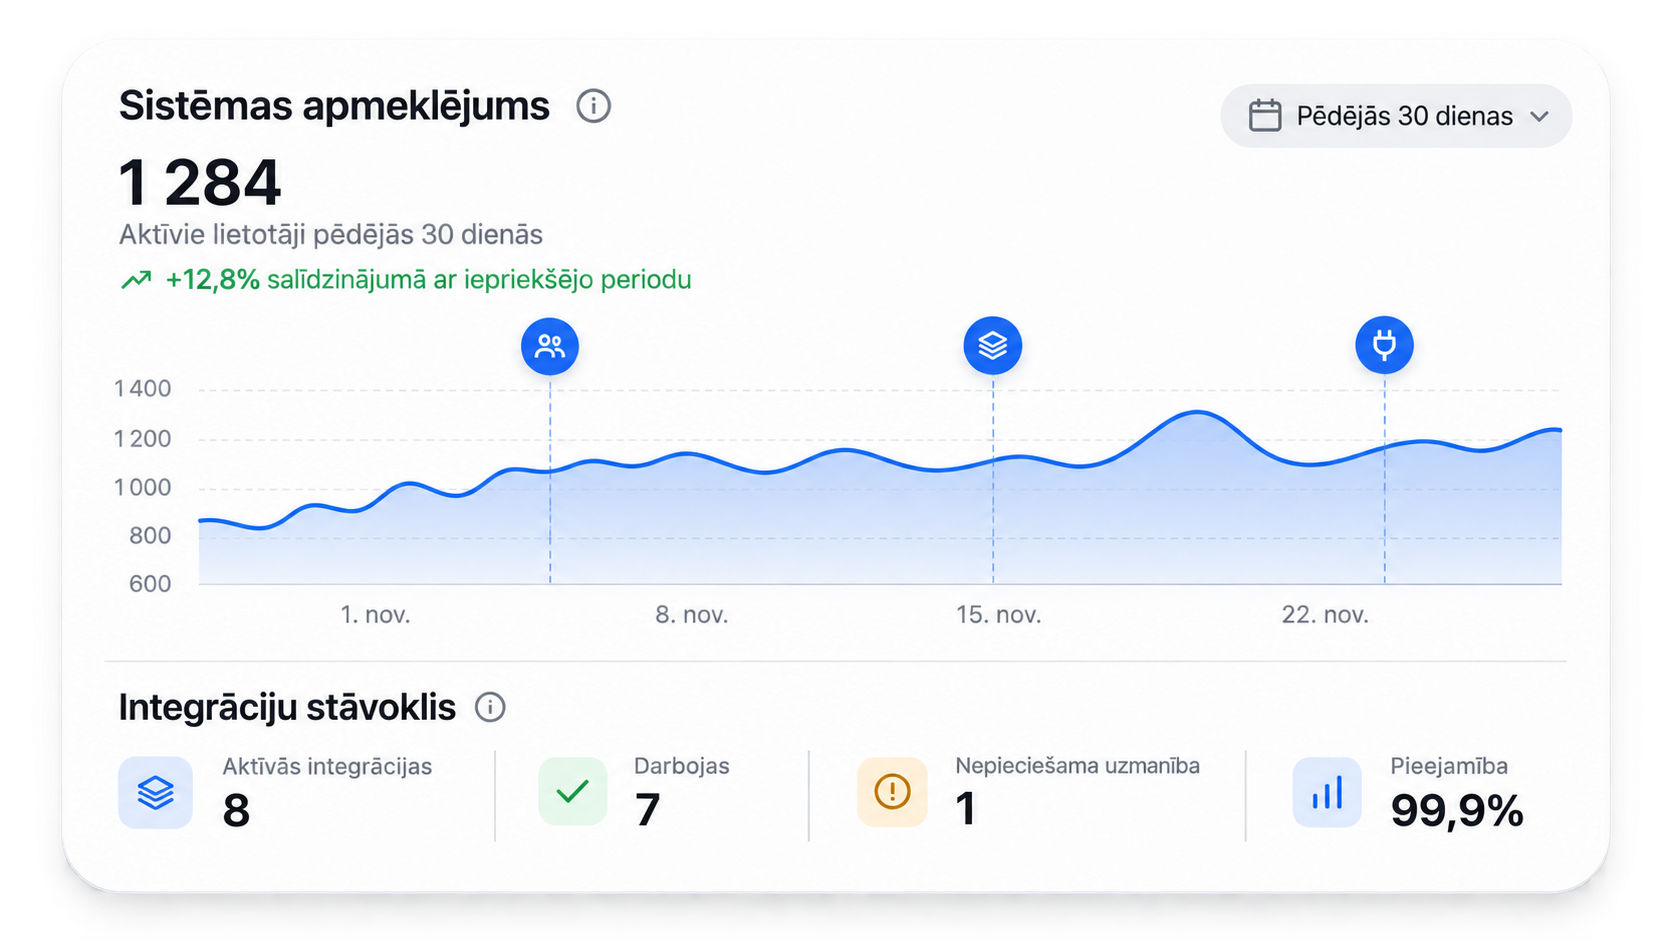 Sistēmas apmeklējums
Pēdējās 30 dienas
1 284
Aktīvie lietotāji pēdējās 30 dienās
+12,8% salīdzinājumā ar iepriekšējo periodu
1 400
1 200
1 000
800
600
1. nov.
8. nov.
15. nov.
22. nov.
Integrāciju stāvoklis
Aktīvās integrācijas
8
Darbojas
7
Nepieciešama uzmanība
1
Pieejamība
99,9%